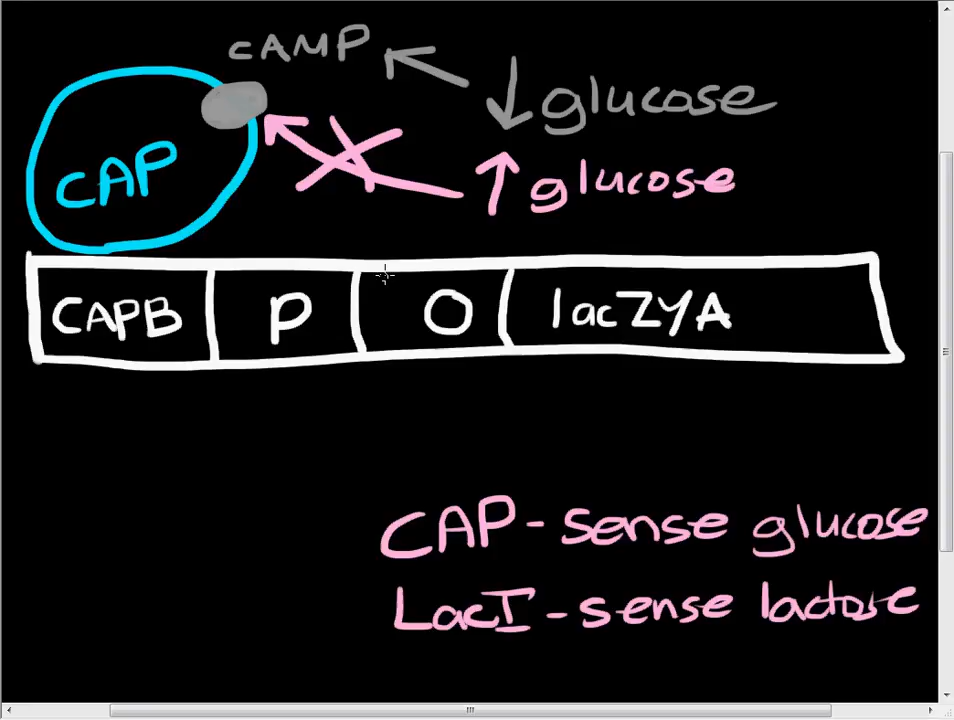 cAMP
↓ glucose
CAP
↑ glucose
CAPB P O lacZYA
CAP - sense glucose
LacI - sense lactose